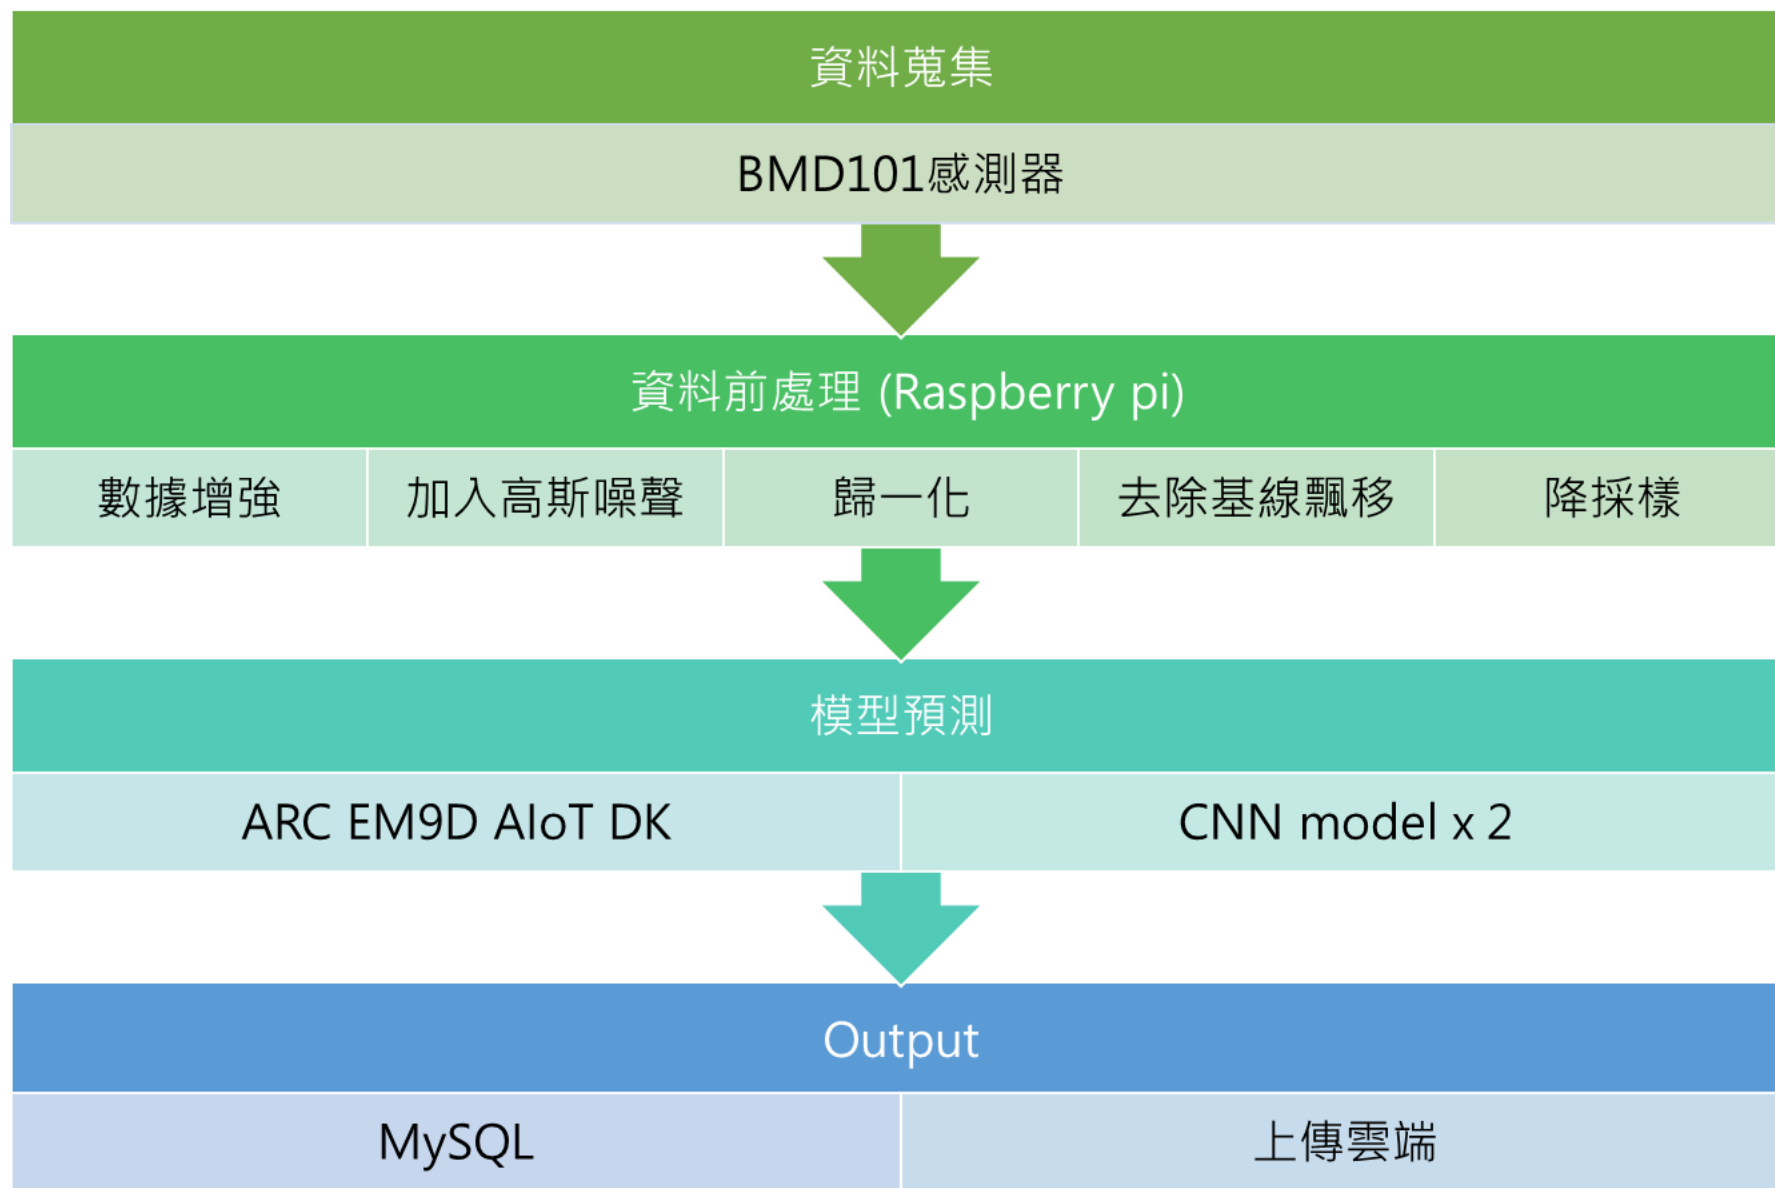 資料蒐集
BMD101感測器
資料前處理 (Raspberry pi)
數據增強
加入高斯噪聲
歸一化
去除基線飄移
降採樣
模型預測
ARC EM9D AIoT DK
CNN model x 2
Output
MySQL
上傳雲端